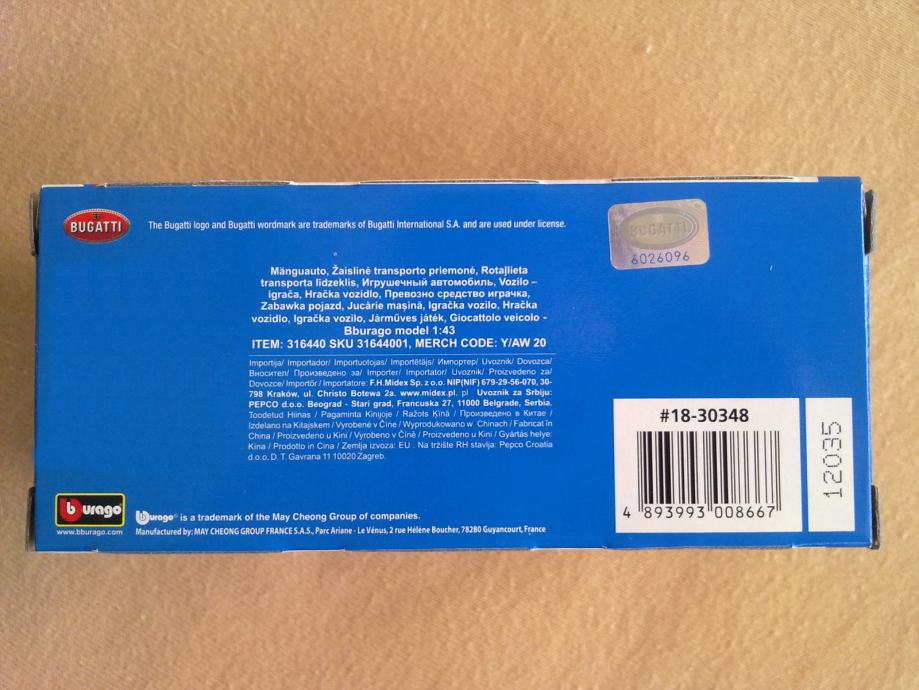 BUGATTI
The Bugatti logo and Bugatti wordmark are trademarks of Bugatti International S.A. and are used under license.
BUGATTI
6026096
Mänguauto, Žaislinė transporto priemonė, Rotaļlieta
transporta līdzeklis, Игрушечный автомобиль, Vozilo –
igrača, Hračka vozidlo, Превозно средство играчка,
Zabawka pojazd, Jucărie mașină, Igračka vozilo, Hračka
vozidlo, Igračka vozilo, Járműves játék, Giocattolo veicolo -
Bburago model 1:43
ITEM: 316440 SKU 31644001, MERCH CODE: Y/AW 20
Importija/ Importador/ Importuotojas/ Importētājs/ Импортер/ Uvoznik/ Dovozca/
Вносител/ Произведено за/ Importer/ Importator/ Uvoznik/ Proizvedeno za/
Dovozce/ Importőr / Importatore: F.H.Midex Sp. z o.o. NIP(NIF) 679-29-56-070, 30-
798 Kraków, ul. Christo Botewa 2a. www.midex.pl. pl Uvoznik za Srbiju:
PEPCO d.o.o. Beograd - Stari grad, Francuska 27, 11000 Belgrade, Serbia.
Toodetud Hiinas / Pagaminta Kinijoje / Ražots Ķīnā / Произведено в Китае /
Izdelano na Kitajskem / Vyrobené v Číne / Wyprodukowano w Chinach / Fabricat în
China / Proizvedeno u Kini / Vyrobeno v Číně / Proizvedeno u Kini / Gyártás helye:
Kína / Prodotto in Cina / Zemlja izvoza: EU Na tržište RH stavlja: Pepco Croatia
d.o.o, D. T. Gavrana 11 10020 Zagreb.
#18-30348
4 893993 008667
12035
burago
www.bburago.com
burago® is a trademark of the May Cheong Group of companies.
Manufactured by: MAY CHEONG GROUP FRANCE S.A.S., Parc Ariane - Le Vénus, 2 rue Hélène Boucher, 78280 Guyancourt, France